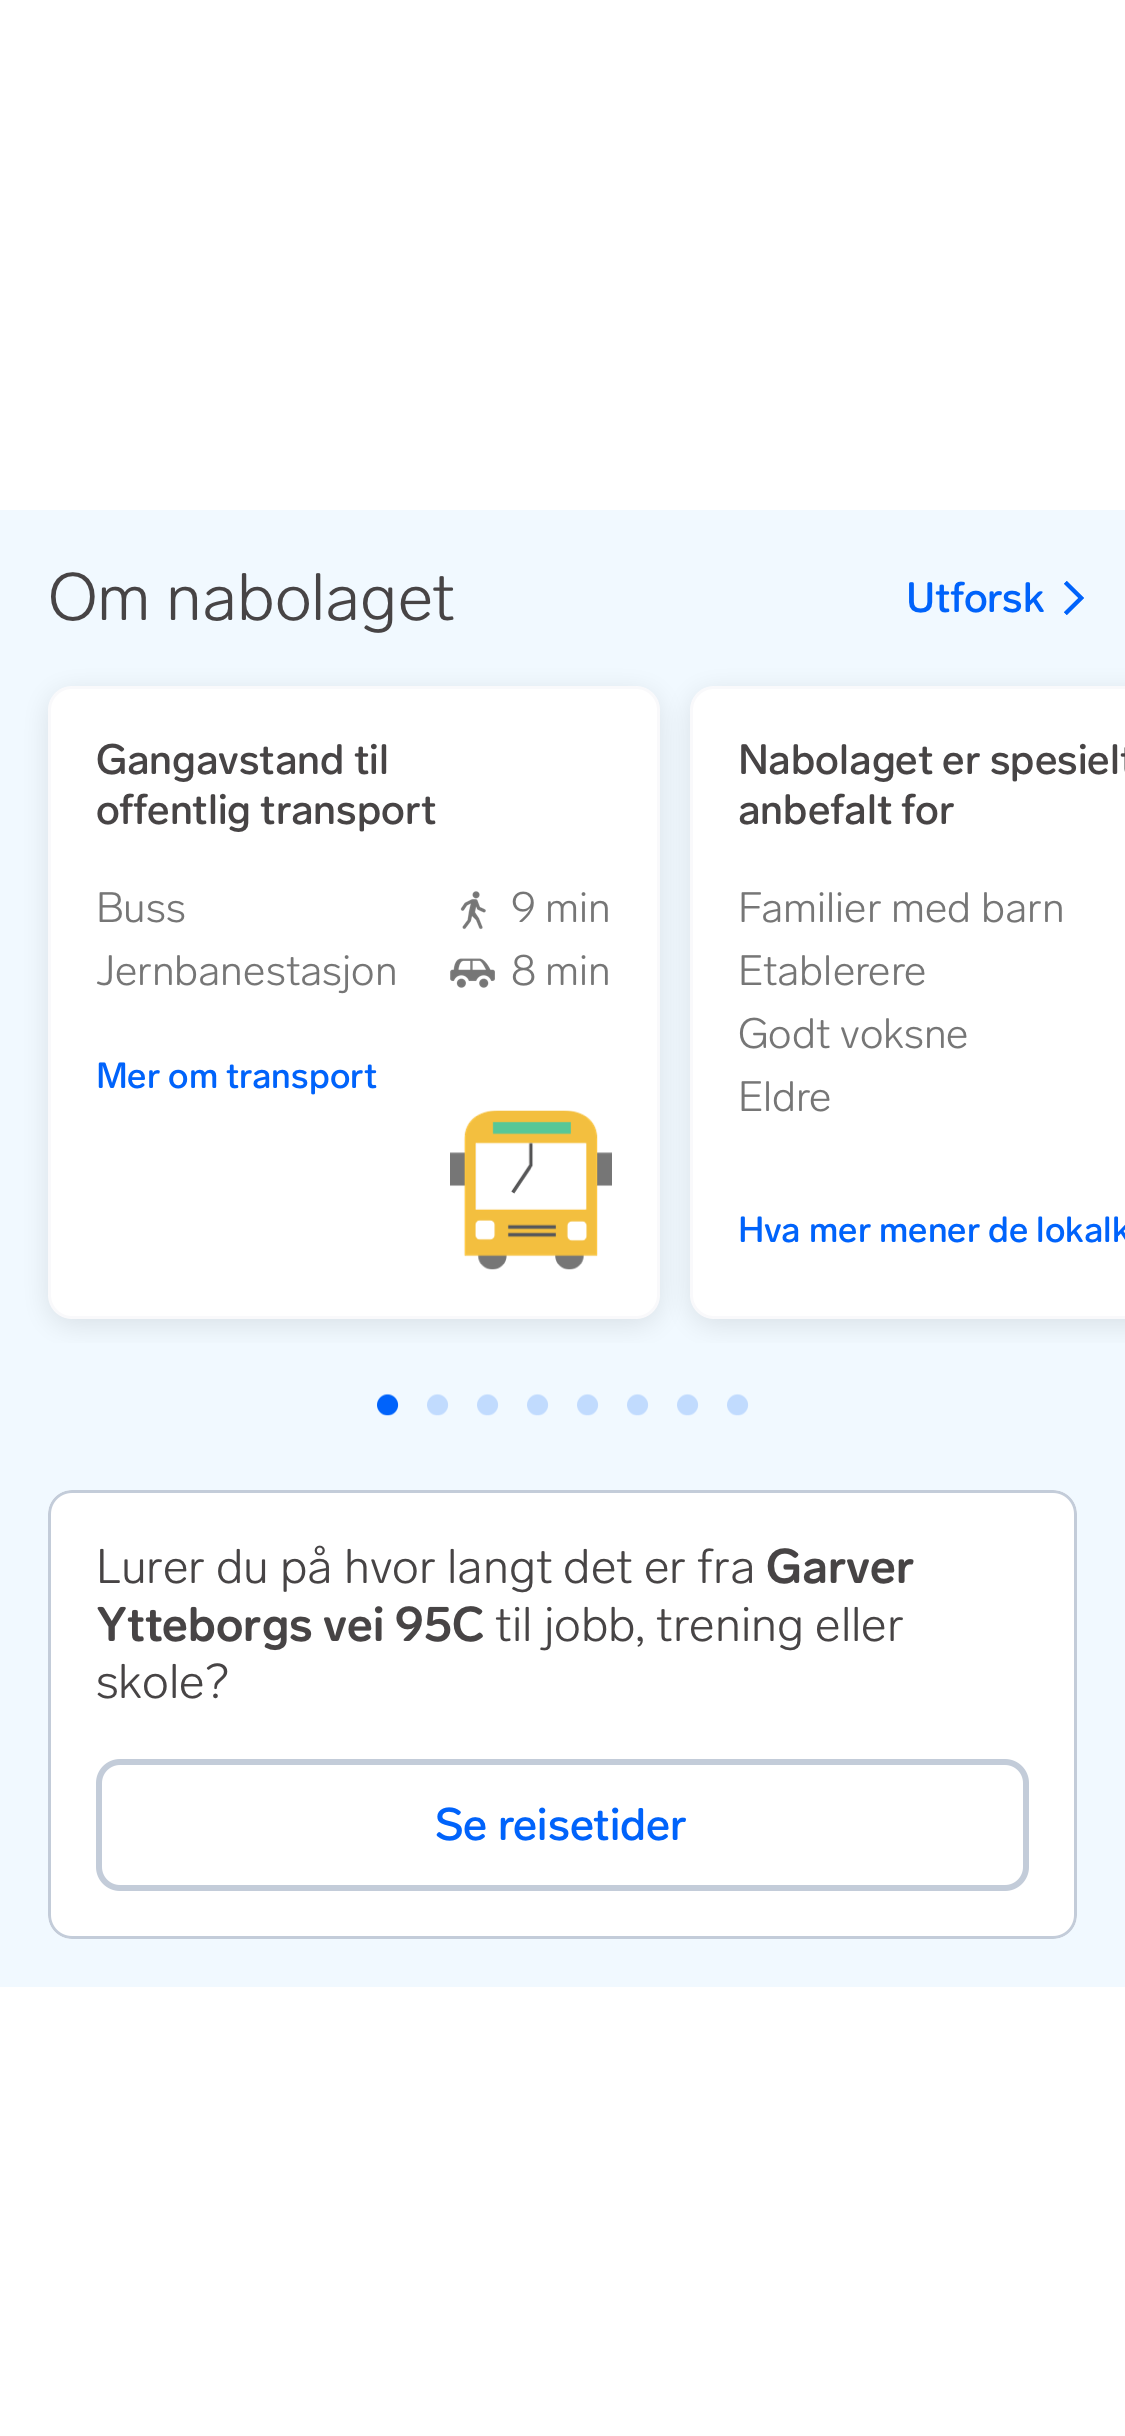 Om nabolaget
Utforsk
Gangavstand til
offentlig transport
Buss 9 min
Jernbanestasjon 8 min
Mer om transport
Nabolaget er spesielt
anbefalt for
Familier med barn
Etablerere
Godt voksne
Eldre
Hva mer mener de
Lurer du på hvor langt det er fra Garver
Ytteborgs vei 95C til jobb, trening eller
skole?
Se reisetider